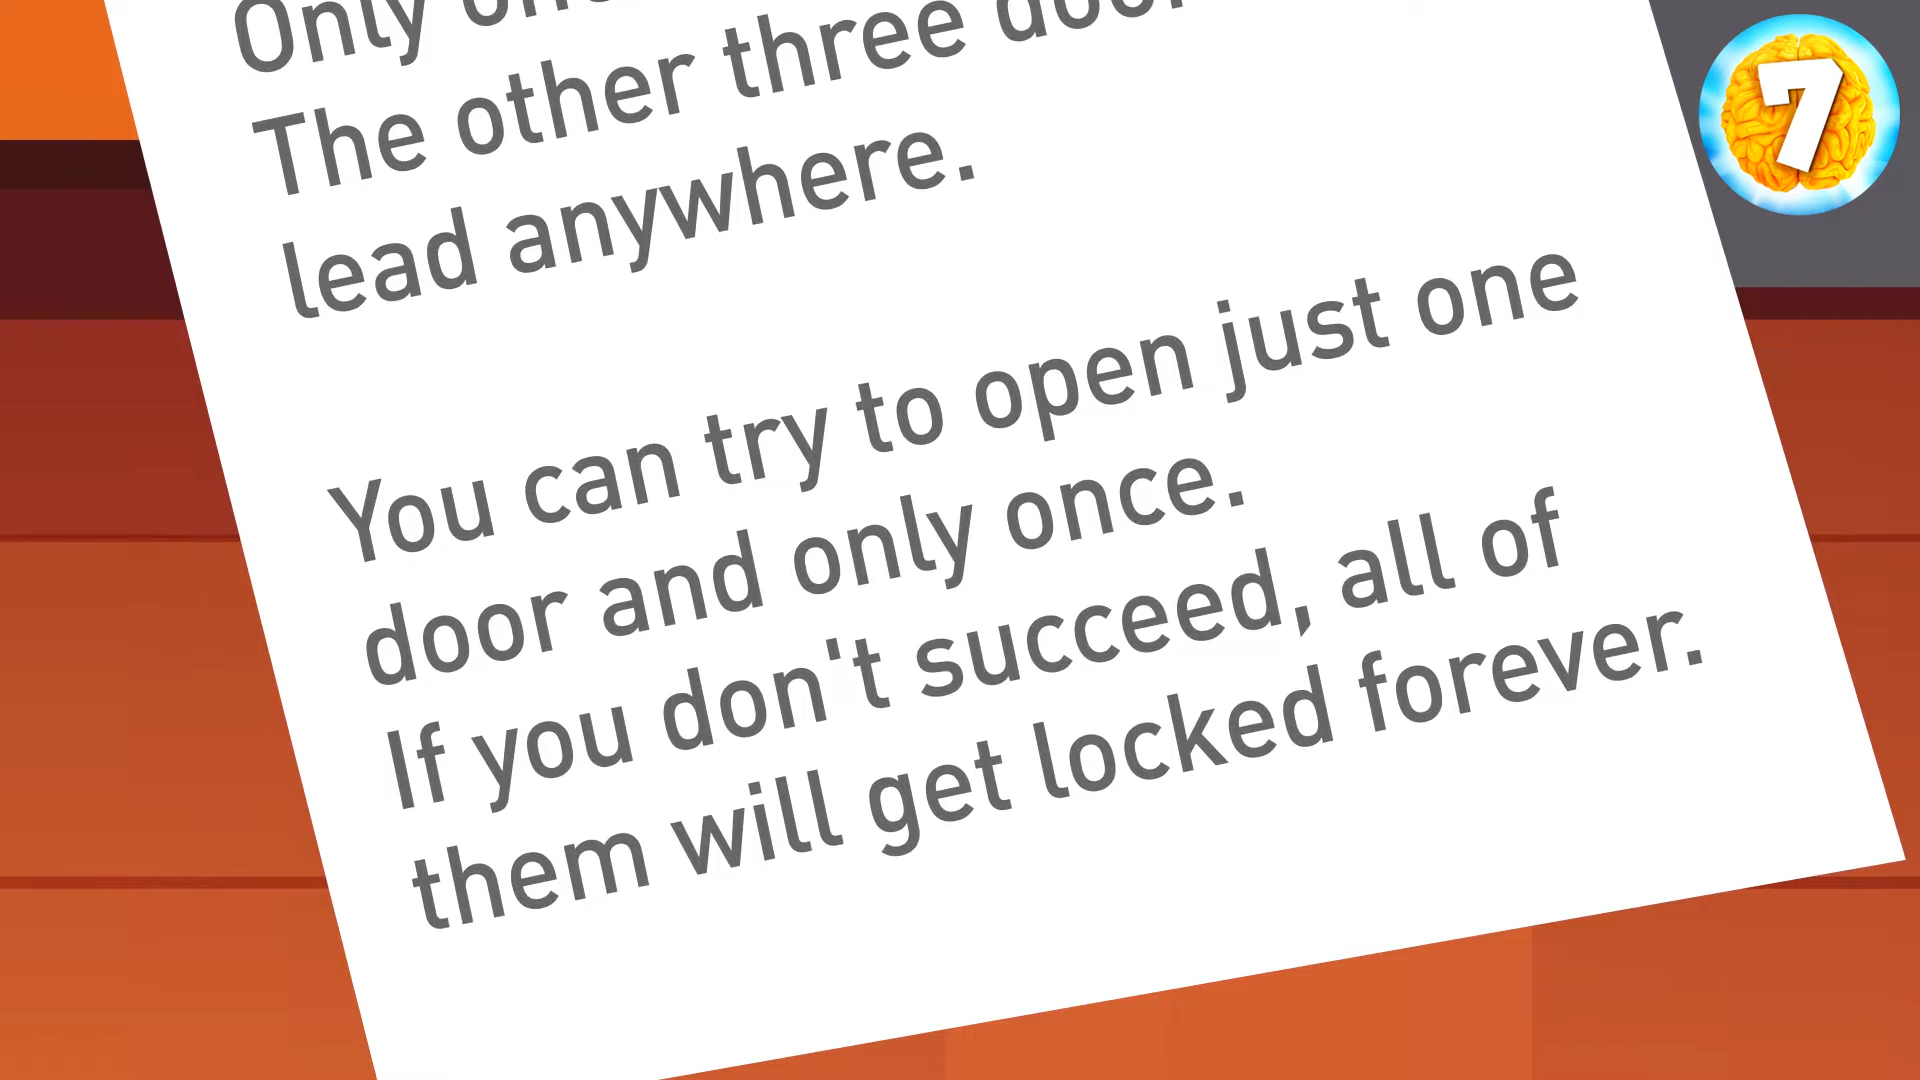 Only
The other three
lead anywhere.
You can try to open just one
door and only once.
If you don't succeed, all of
them will get locked forever.
7